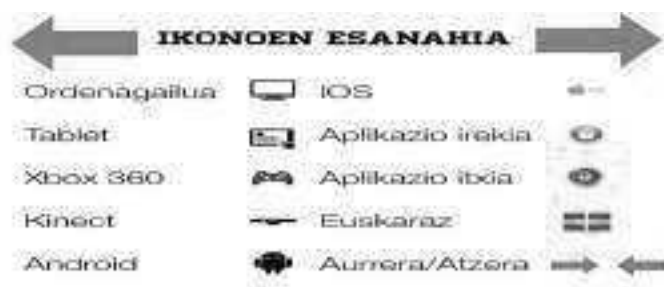 IKONOEN ESANAHIA
Ordenagailua IOS
Tablet Aplikazio irekia
Xbox 360 Aplikazio itxia
Kinect Euskaraz
Android Aurrera/Atzera